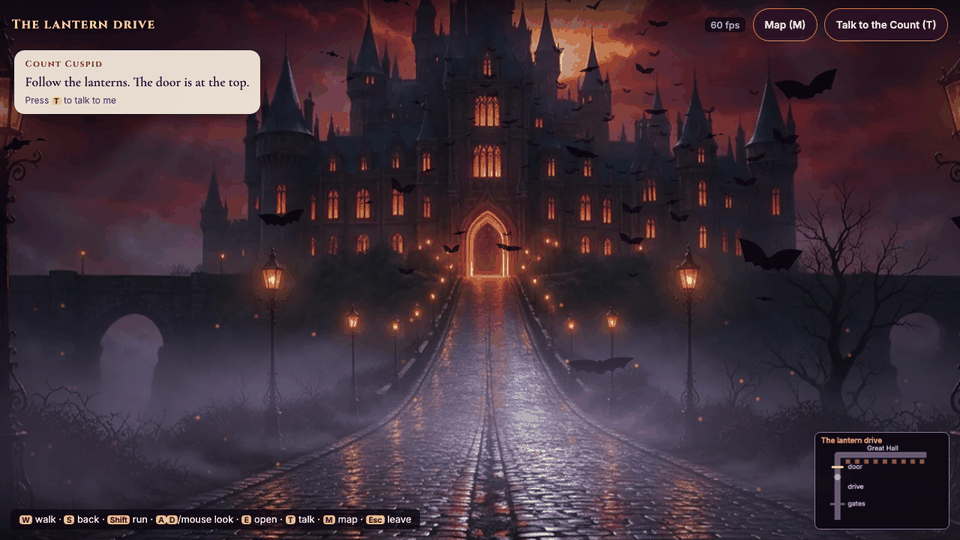 The lantern drive
60 fps
Map (M)
Talk to the Count (T)
Count Cuspid
Follow the lanterns. The door is at the top.
Press T to talk to me
The lantern drive
Great Hall
door
drive
gates
W walk · S back · Shift run · A D/mouse look · E open · T talk · M map · Esc leave